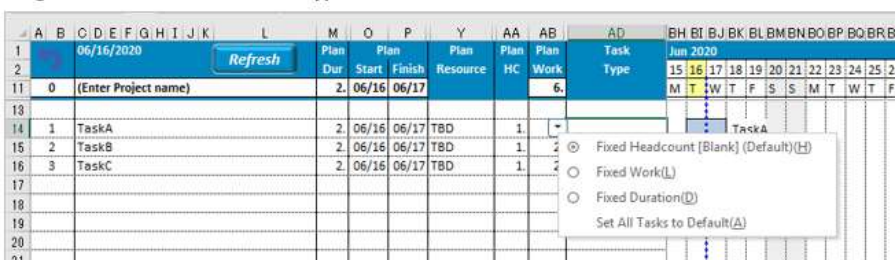 A B C D E F G H I J K L M O P Y AA AB AD BH BI BJ BK BL BM BN BO BP BQ BR B
1 06/16/2020 Refresh Plan Plan Plan Plan Plan Task Jun 2020
2 Dur Start Finish Resource HC Work Type 15 16 17 18 19 20 21 22 23 24 25 2
11 0 (Enter Project name) 2. 06/16 06/17 6. M T W T F S S M T W T F
13
14 1 TaskA 2. 06/16 06/17 TBD 1. TaskA
15 2 TaskB 2. 06/16 06/17 TBD 1. 2
16 3 TaskC 2. 06/16 06/17 TBD 1. 2
17
18
19
20
Fixed Headcount [Blank] (Default)(H)
Fixed Work(L)
Fixed Duration(D)
Set All Tasks to Default(A)